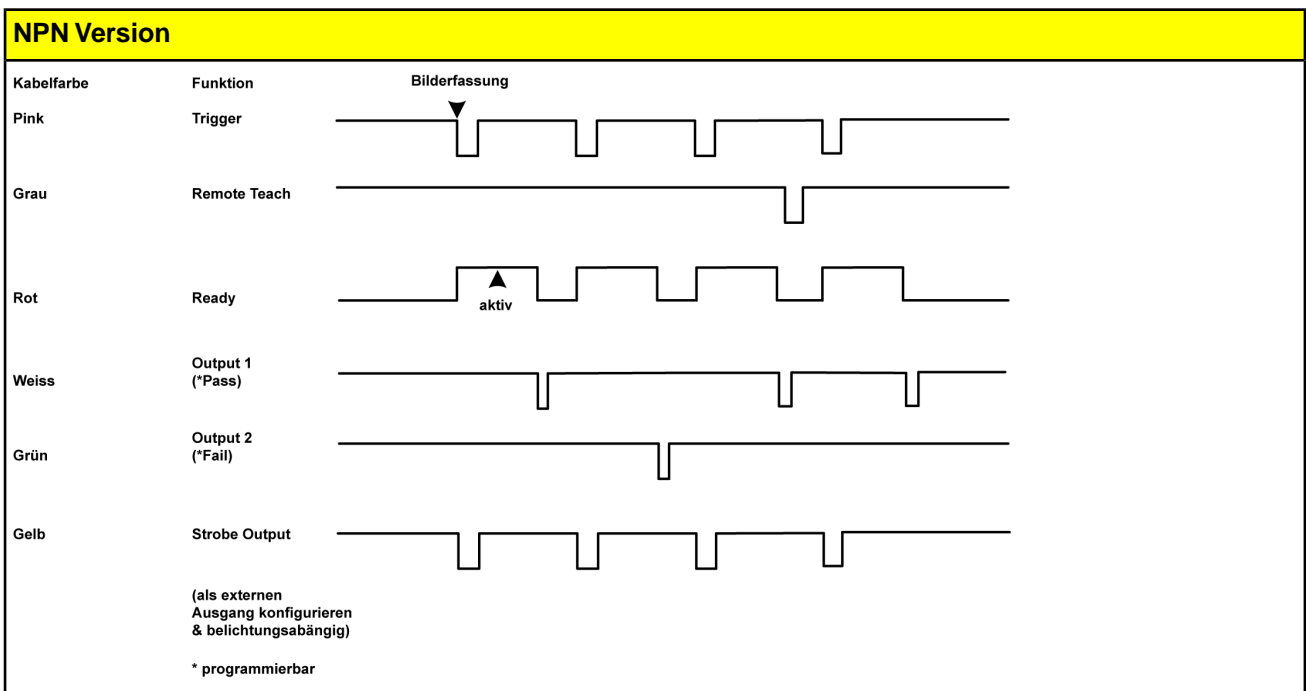 NPN Version
Kabelfarbe Funktion Bilderfassung
Pink Trigger
Grau Remote Teach
Rot Ready aktiv
Output 1
Weiss (*Pass)
Output 2
Grün (*Fail)
Gelb Strobe Output
(als externen
Ausgang konfigurieren
& belichtungsabängig)
* programmierbar